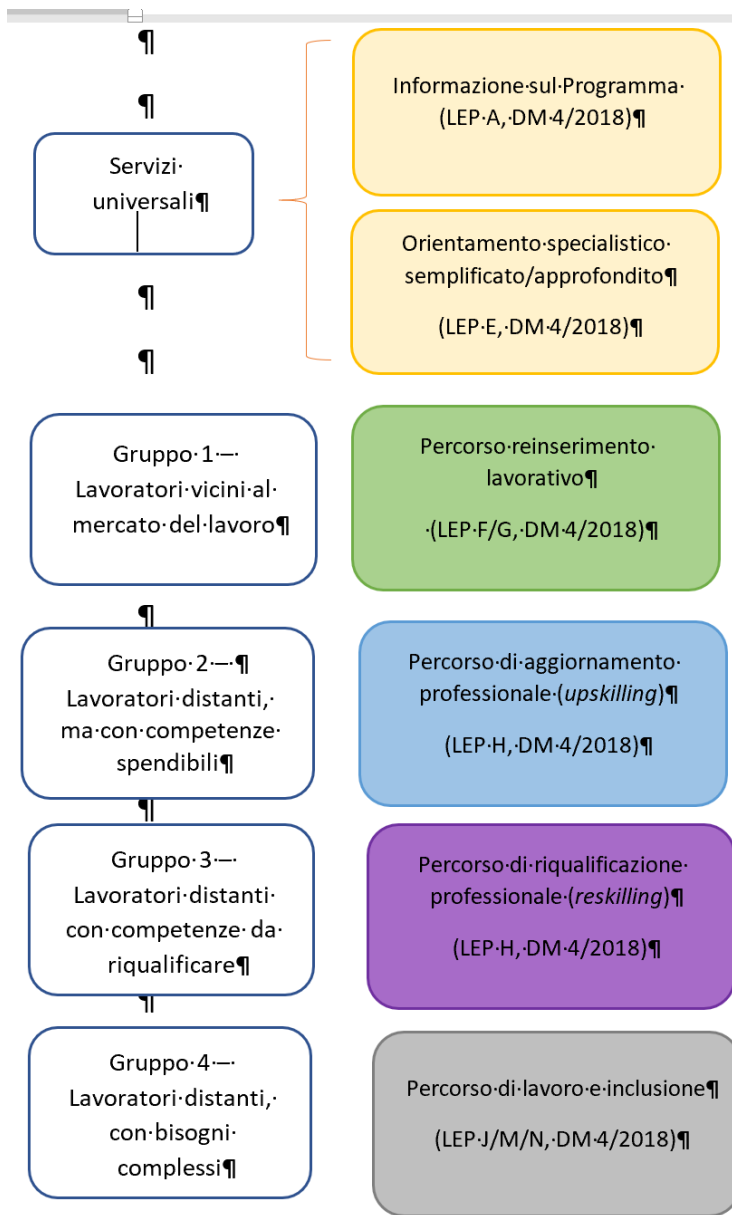 Servizi
universali
Informazione sul Programma
(LEP A, DM 4/2018)
Orientamento specialistico
semplificato/approfondito
(LEP E, DM 4/2018)
Gruppo 1 –
Lavoratori vicini al
mercato del lavoro
Percorso reinserimento
lavorativo
(LEP F/G, DM 4/2018)
Gruppo 2 –
Lavoratori distanti,
ma con competenze
spendibili
Percorso di aggiornamento
professionale (upskilling)
(LEP H, DM 4/2018)
Gruppo 3 –
Lavoratori distanti
con competenze da
riqualificare
Percorso di riqualificazione
professionale (reskilling)
(LEP H, DM 4/2018)
Gruppo 4 –
Lavoratori distanti,
con bisogni
complessi
Percorso di lavoro e inclusione
(LEP J/M/N, DM 4/2018)